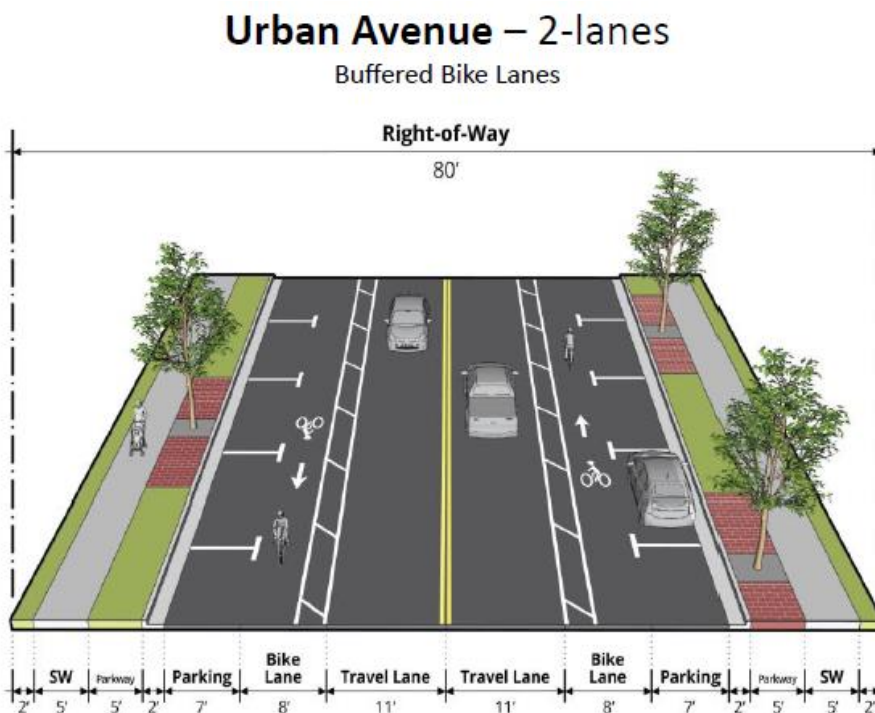 Urban Avenue – 2-lanes
Buffered Bike Lanes
Right-of-Way
80'
SW Parkway Parking Bike Lane Travel Lane Travel Lane Bike Lane Parking Parkway SW
2' 5' 5' 2' 7' 8' 11' 11' 8' 7' 2' 5' 5' 2'